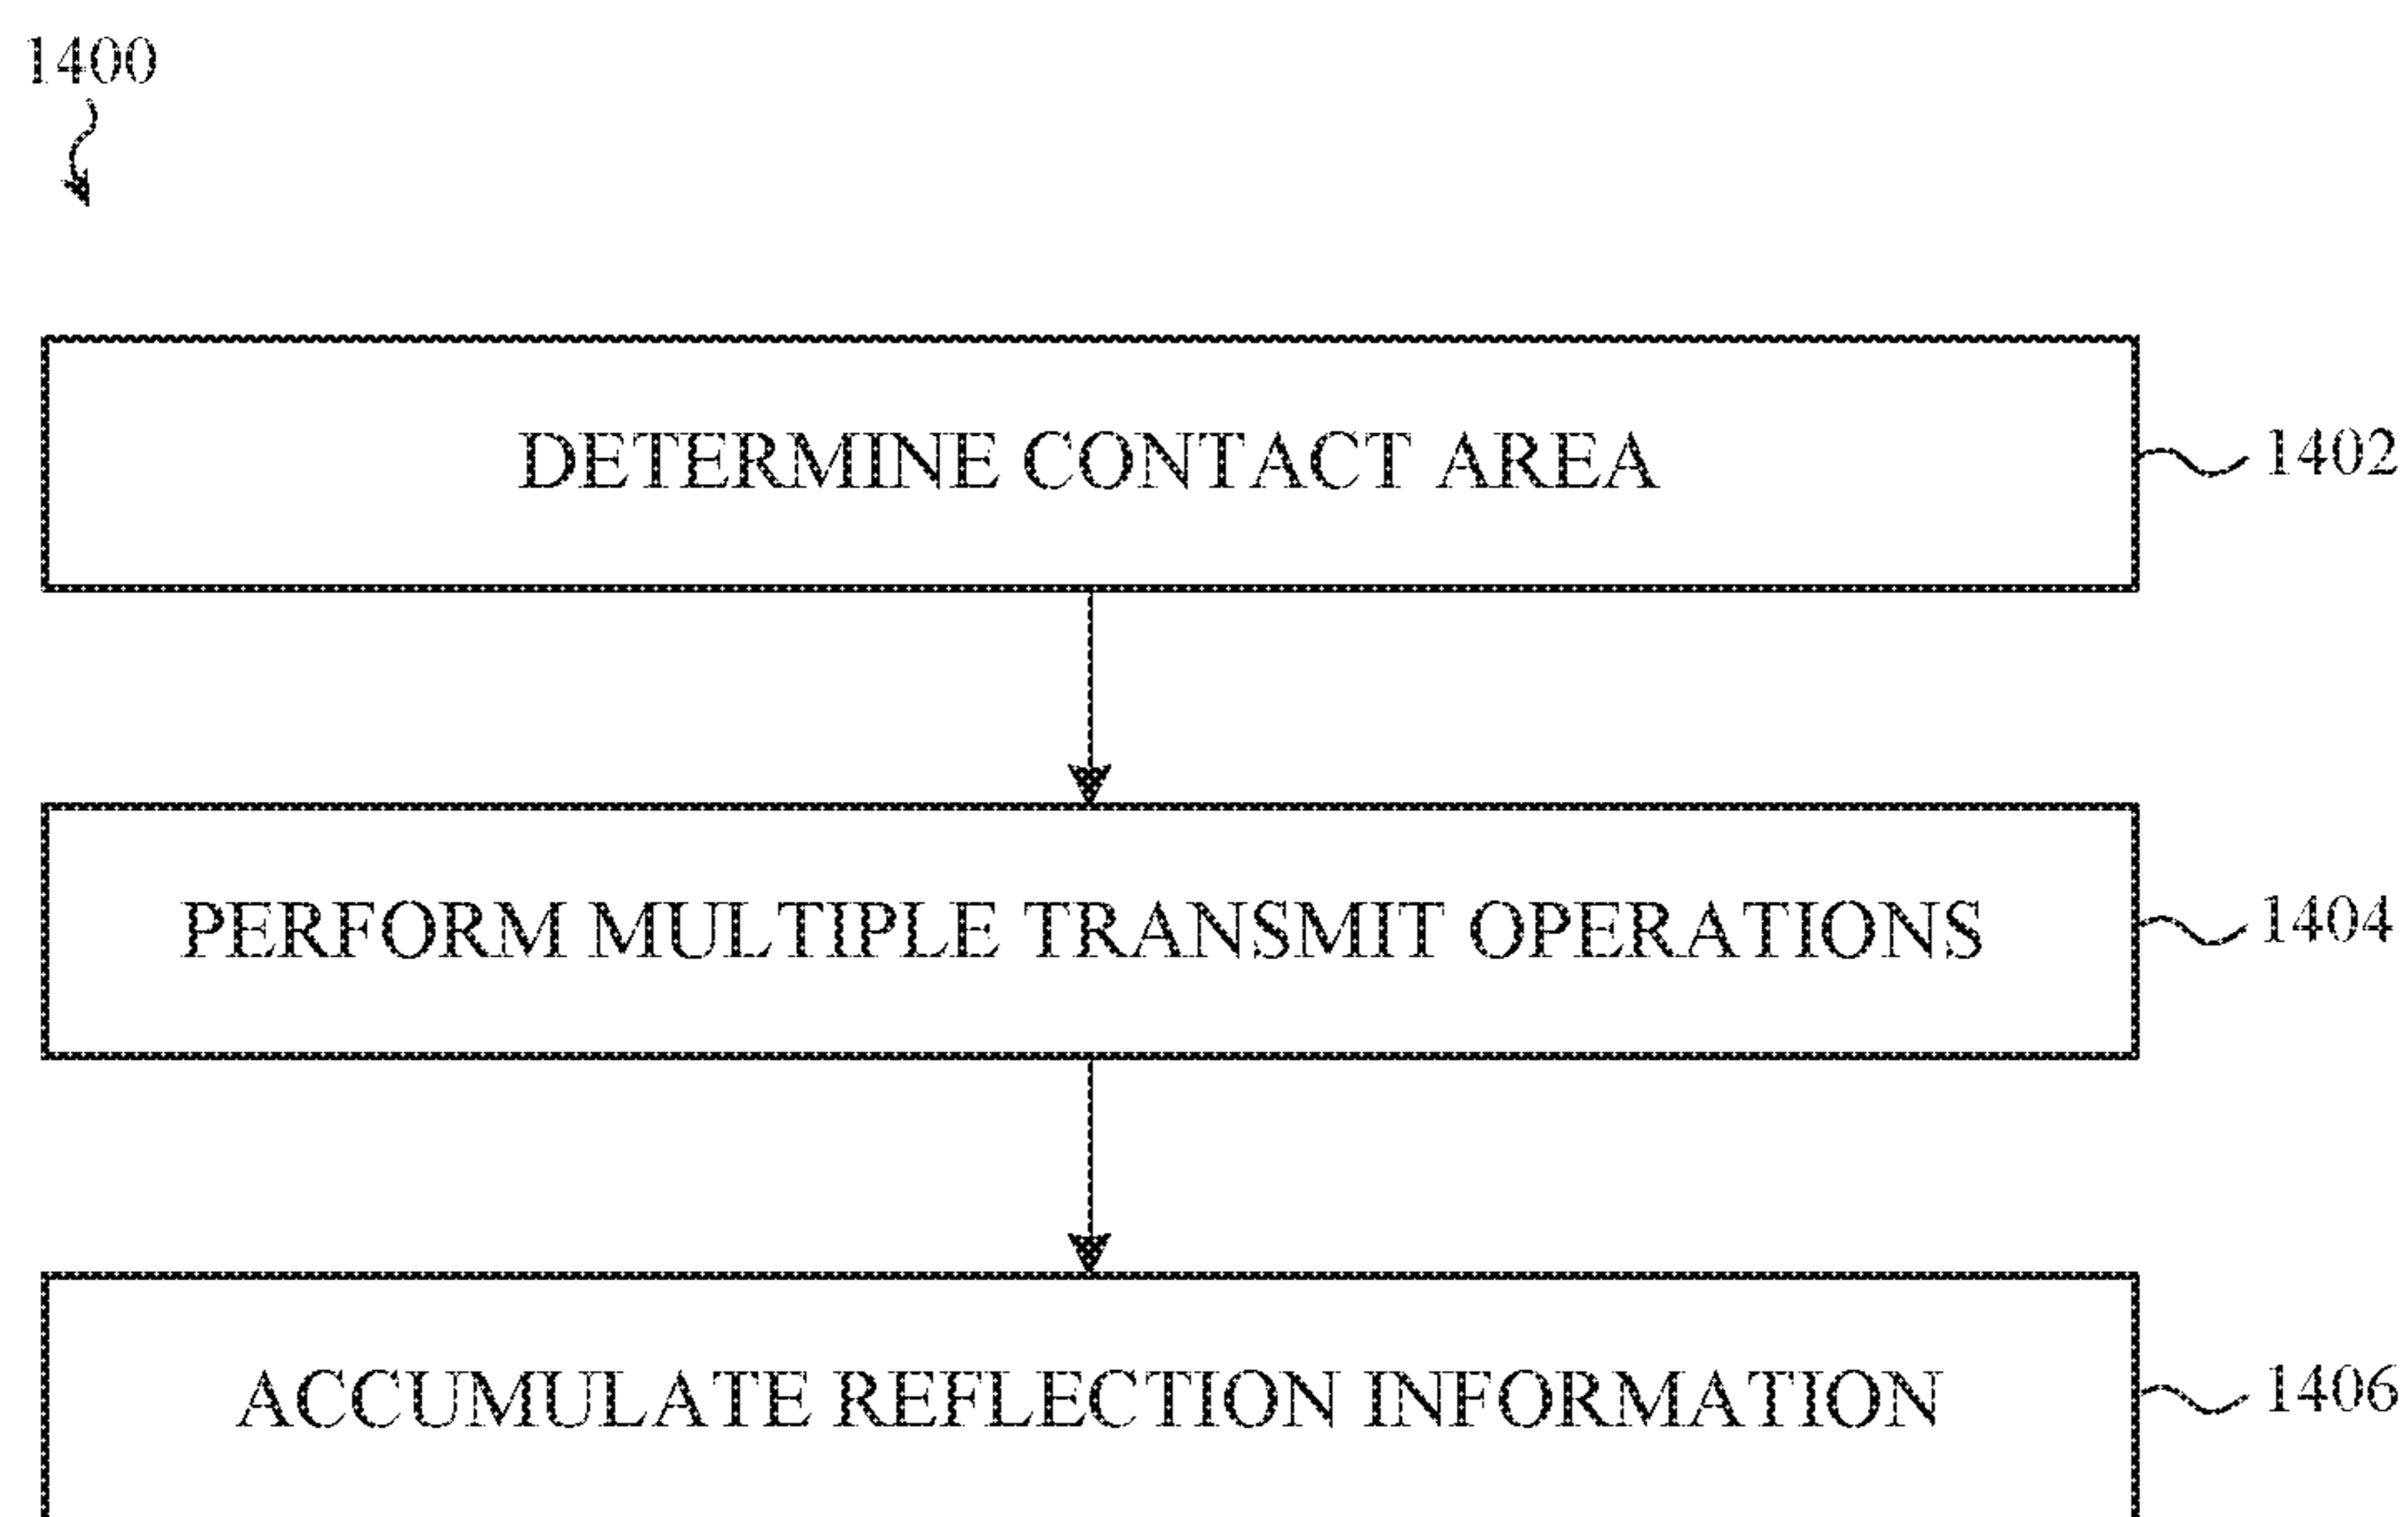 1400
DETERMINE CONTACT AREA
1402
PERFORM MULTIPLE TRANSMIT OPERATIONS
1404
ACCUMULATE REFLECTION INFORMATION
1406